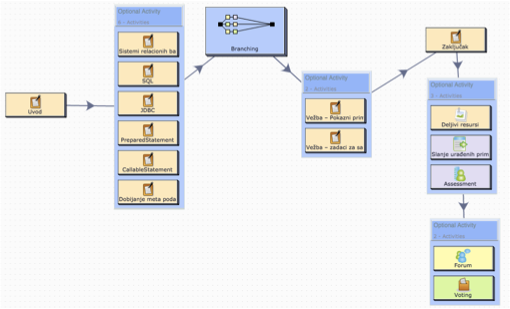 Uvod
Optional Activity
6 - Activities
Sistemi relacionih ba
SQL
JDBC
PreparedStatement
CallableStatement
Dobijanje meta poda
Branching
Optional Activity
2 - Activities
Vežba – Pokazni prim
Vežba – zadaci za sa
Zaključak
Optional Activity
3 - Activities
Deljivi resursi
Slanje urađenih prim
Assessment
Optional Activity
2 - Activities
Forum
Voting